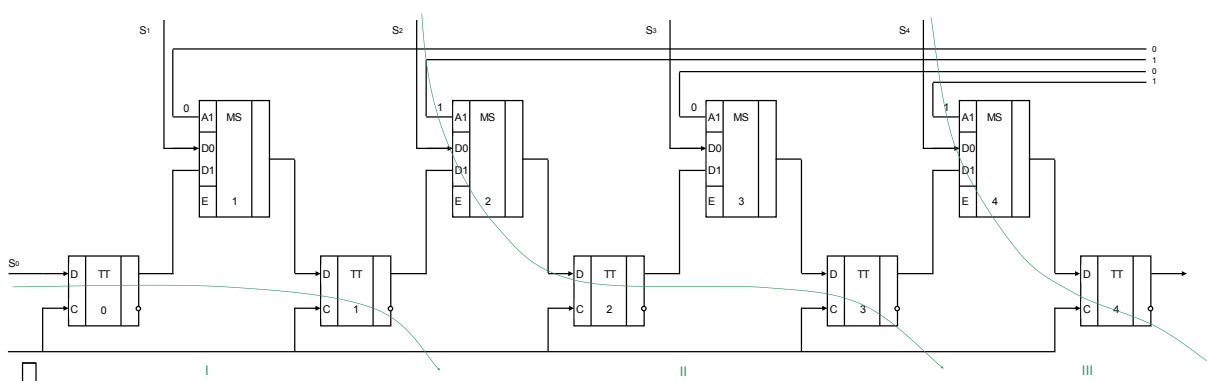 S1 S2 S3 S4
0
1
0
1
0 1 0 1
A1 MS A1 MS A1 MS A1 MS
D0 D0 D0 D0
D1 D1 D1 D1
E 1 E 2 E 3 E 4
S0
D TT D TT D TT D TT D TT
C 0 C 1 C 2 C 3 C 4
I II III